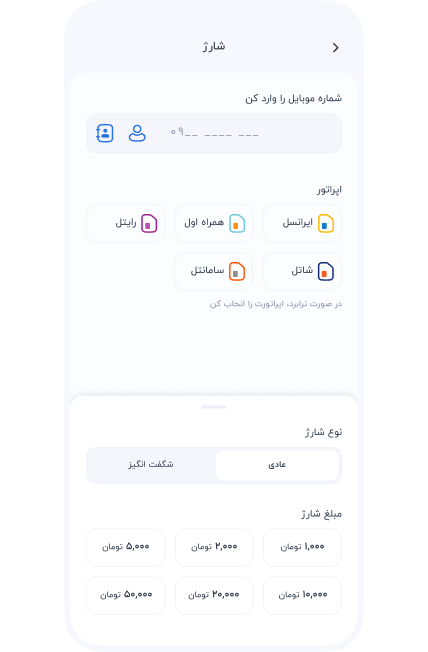 شارژ
شماره موبایل را وارد کن
۰۹__ ____ ___
اپراتور
ایرانسل
همراه اول
رایتل
شاتل
سامانتل
در صورت ترابرد، اپراتورت را انخاب کن
نوع شارژ
عادی
شگفت انگیز
مبلغ شارژ
۱,۰۰۰ تومان
۲,۰۰۰ تومان
۵,۰۰۰ تومان
۱۰,۰۰۰ تومان
۲۰,۰۰۰ تومان
۵۰,۰۰۰ تومان